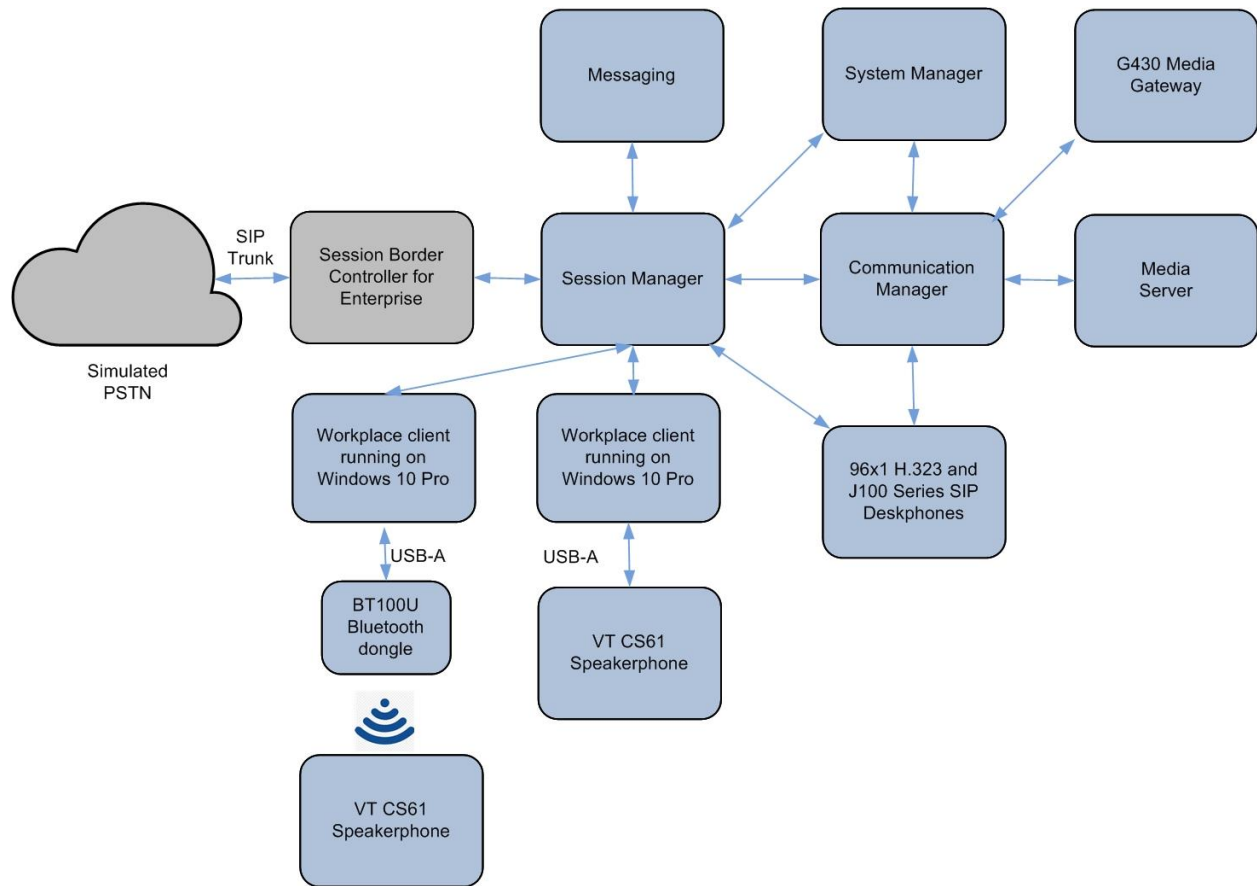 Messaging
System Manager
G430 Media
Gateway
SIP
Trunk
Session Border
Controller for
Enterprise
Session Manager
Communication
Manager
Media
Server
Simulated
PSTN
Workplace client
running on
Windows 10 Pro
Workplace client
running on
Windows 10 Pro
96x1 H.323 and
J100 Series SIP
Deskphones
USB-A
USB-A
BT100U
Bluetooth
dongle
VT CS61
Speakerphone
VT CS61
Speakerphone